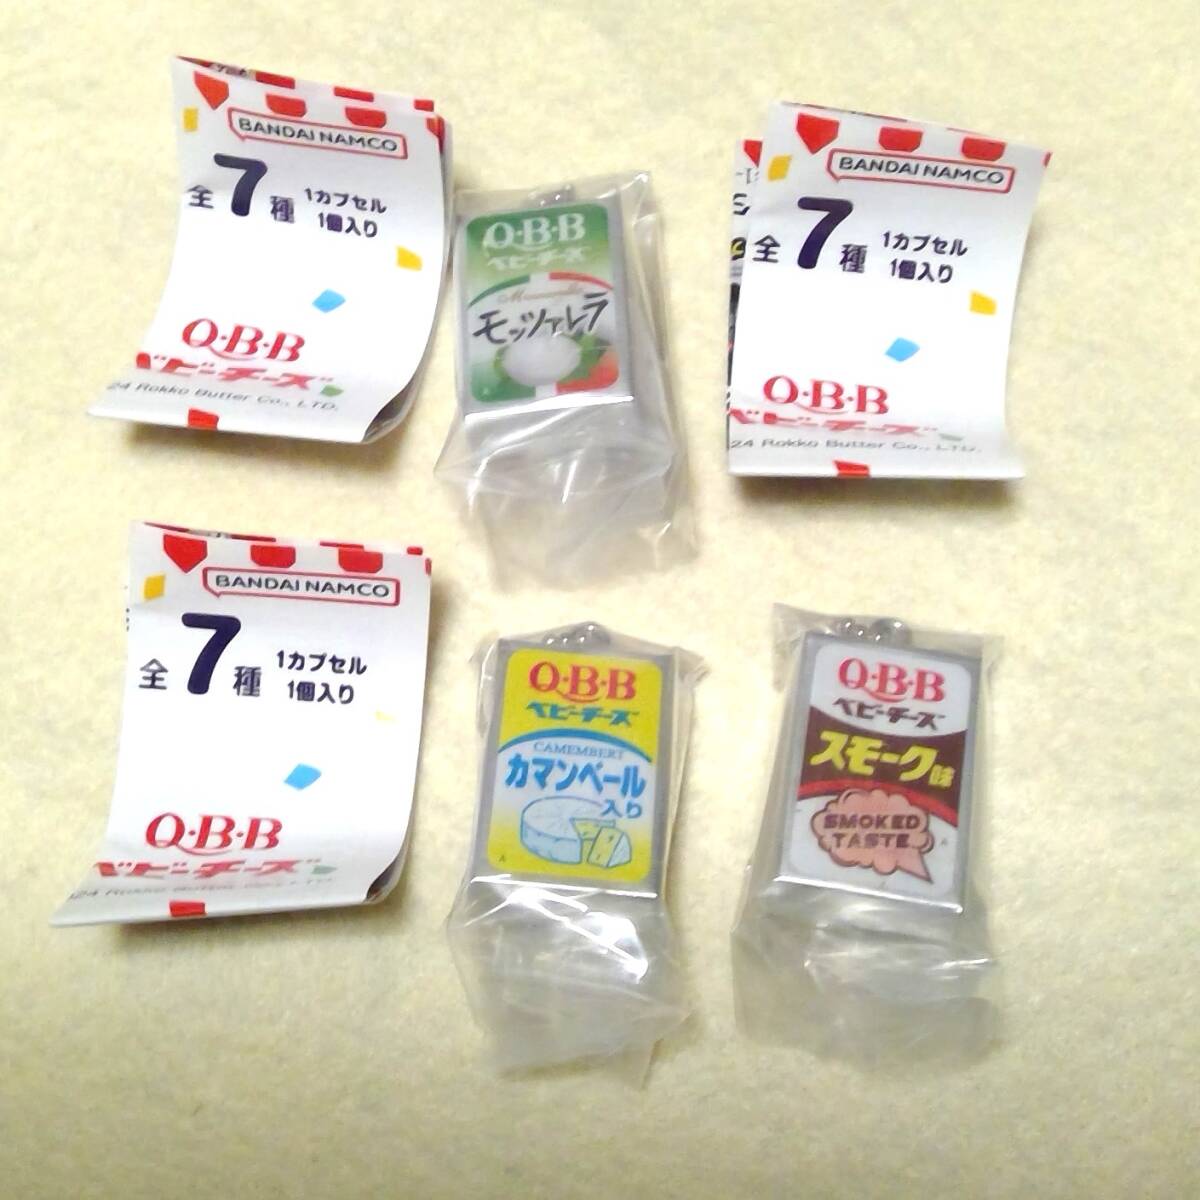 BANDAI NAMCO
全7種
1カプセル
1個入り
Q・B・B
ベビーチーズ
24 Rokko Butter Co., LTD.
Q・B・B
ベビーチーズ
モッツァレラ
BANDAI NAMCO
全7種
1カプセル
1個入り
Q・B・B
ベビーチーズ
24 Rokko Butter Co., LTD.
BANDAI NAMCO
全7種
1カプセル
1個入り
Q・B・B
ベビーチーズ
024 Rokko Butter Co., LTD.
Q・B・B
ベビーチーズ
CAMEMBERT
カマンベール
入り
Q・B・B
ベビーチーズ
スモーク味
SMOKED
TASTE